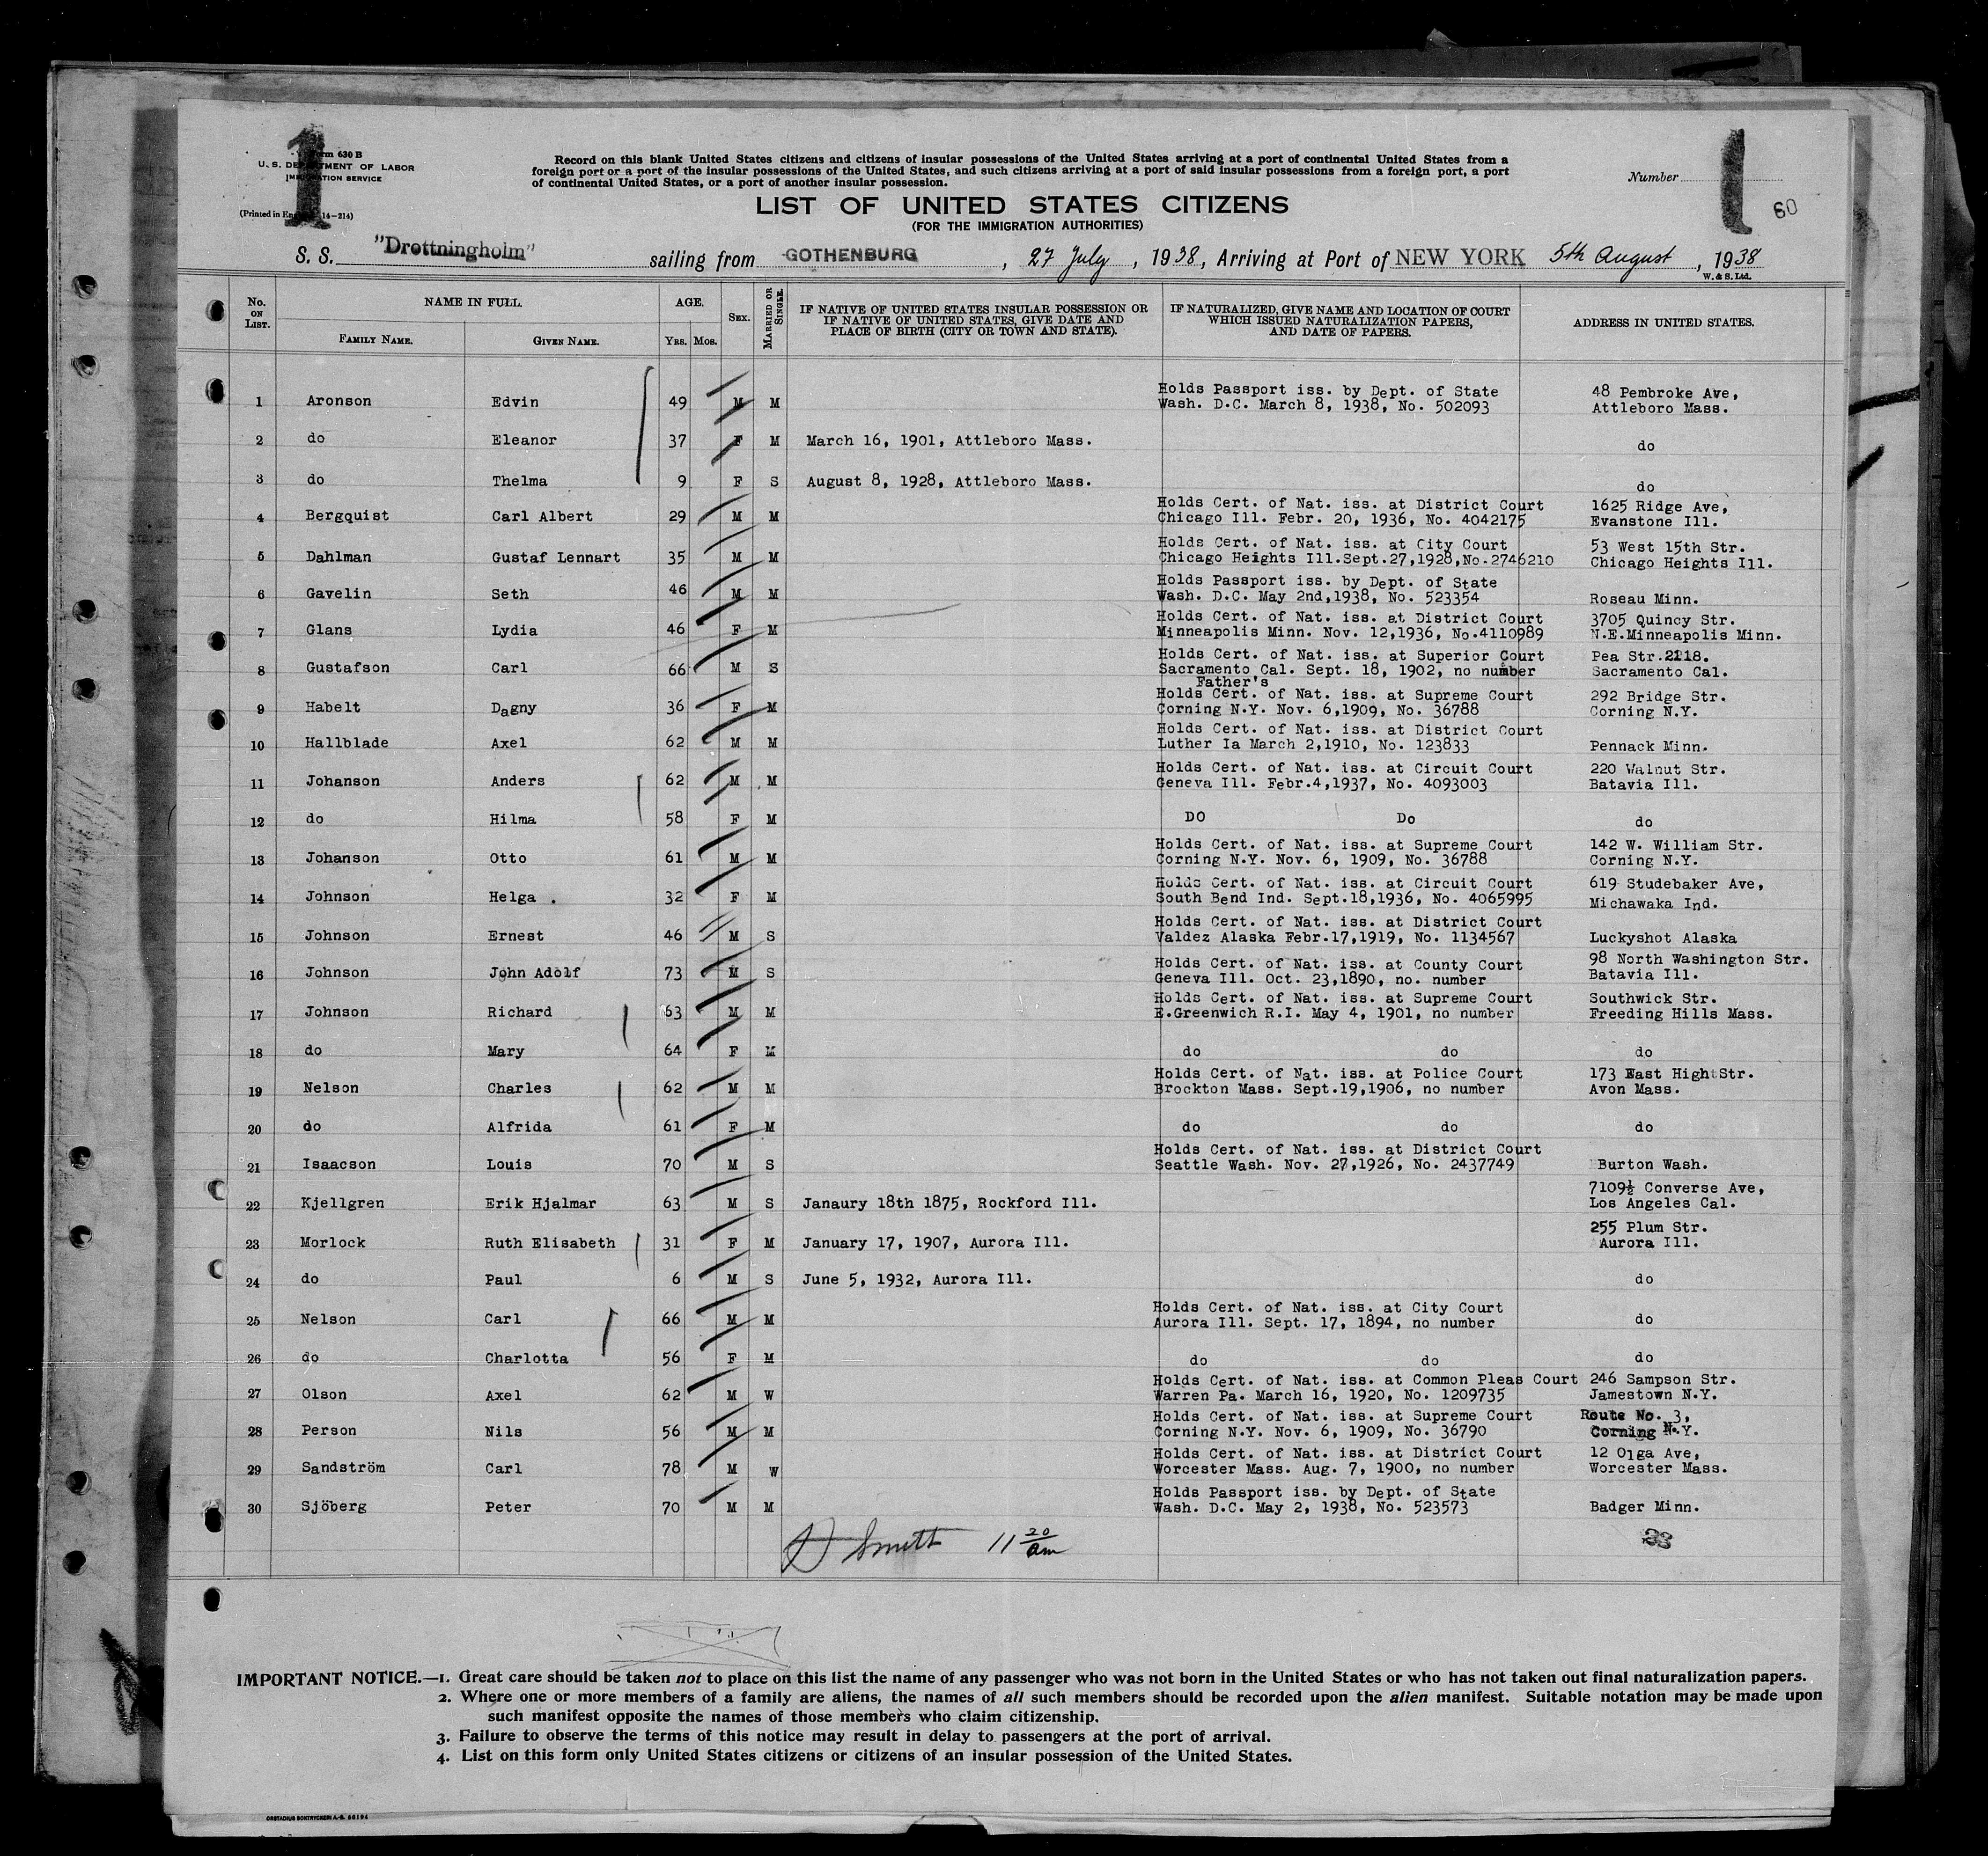 1
Form 630 B
U. S. DEPARTMENT OF LABOR
IMMIGRATION SERVICE
(Printed in 14-214)
Record on this blank United States citizens and citizens of insular possessions of the United States arriving at a port of continental United States from a
foreign port or a port of the insular possessions of the United States, and such citizens arriving at a port of said insular possessions from a foreign port, a port
of continental United States, or a port of another insular possession.
Number 1
60
LIST OF UNITED STATES CITIZENS
(FOR THE IMMIGRATION AUTHORITIES)
S. S. "Drottningholm" sailing from GOTHENBURG, 27 July, 1938, Arriving at Port of NEW YORK 5th August, 1938
W. & S. Ltd.
No. ON LIST. NAME IN FULL. AGE. SEX. MARRIED OR SINGLE. IF NATIVE OF UNITED STATES INSULAR POSSESSION OR IF NATIVE OF UNITED STATES, GIVE DATE AND PLACE OF BIRTH (CITY OR TOWN AND STATE). IF NATURALIZED, GIVE NAME AND LOCATION OF COURT WHICH ISSUED NATURALIZATION PAPERS, AND DATE OF PAPERS. ADDRESS IN UNITED STATES.
FAMILY NAME. GIVEN NAME. YRS. MOS.
Holds Passport iss. by Dept. of State 48 Pembroke Ave,
1 Aronson Edvin 49 M M Wash. D.C. March 8, 1938, No. 502093 Attleboro Mass.
2 do Eleanor 37 F M March 16, 1901, Attleboro Mass. do
3 do Thelma 9 F S August 8, 1928, Attleboro Mass. do
Holds Cert. of Nat. iss. at District Court 1625 Ridge Ave,
4 Bergquist Carl Albert 29 M M Chicago Ill. Febr. 20, 1936, No. 4042175 Evanstone Ill.
Holds Cert. of Nat. iss. at City Court 53 West 15th Str.
5 Dahlman Gustaf Lennart 35 M M Chicago Heights Ill.Sept.27,1928,No.2746210 Chicago Heights Ill.
Holds Passport iss. by Dept. of State
6 Gavelin Seth 46 M M Wash. D.C. May 2nd,1938, No. 523354 Roseau Minn.
Holds Cert. of Nat. iss. at District Court 3705 Quincy Str.
7 Glans Lydia 46 F M Minneapolis Minn. Nov. 12,1936, No.4110989 N.E.Minneapolis Minn.
Holds Cert. of Nat. iss. at Superior Court Pea Str.2118.
8 Gustafson Carl 66 M S Sacramento Cal. Sept. 18, 1902, no number Sacramento Cal.
Father's
Holds Cert. of Nat. iss. at Supreme Court 292 Bridge Str.
9 Habelt Dagny 36 F M Corning N.Y. Nov. 6,1909, No. 36788 Corning N.Y.
Holds Cert. of Nat. iss. at District Court
10 Hallblade Axel 62 M M Luther Ia March 2,1910, No. 123833 Pennack Minn.
Holds Cert. of Nat. iss. at Circuit Court 220 Walnut Str.
11 Johanson Anders 62 M M Geneva Ill. Febr.4,1937, No. 4093003 Batavia Ill.
12 do Hilma 58 F M DO Do do
Holds Cert. of Nat. iss. at Supreme Court 142 W. William Str.
13 Johanson Otto 61 M M Corning N.Y. Nov. 6, 1909, No. 36788 Corning N.Y.
Holds Cert. of Nat. iss. at Circuit Court 619 Studebaker Ave,
14 Johnson Helga . 32 F M South Bend Ind. Sept.18,1936, No. 4065995 Michawaka Ind.
Holds Cert. of Nat. iss. at District Court
15 Johnson Ernest 46 M S Valdez Alaska Febr.17,1919, No. 1134567 Luckyshot Alaska
Holds Cert. of Nat. iss. at County Court 98 North Washington Str.
16 Johnson John Adolf 73 M S Geneva Ill. Oct. 23,1890, no. number Batavia Ill.
Holds Cert. of Nat. iss. at Supreme Court Southwick Str.
17 Johnson Richard 63 M M E.Greenwich R.I. May 4, 1901, no number Freeding Hills Mass.
18 do Mary 64 F M do do do
Holds Cert. of Nat. iss. at Police Court 173 East High Str.
19 Nelson Charles 62 M M Brockton Mass. Sept.19,1906, no number Avon Mass.
20 do Alfrida 61 F M do do do
Holds Cert. of Nat. iss. at District Court
21 Isaacson Louis 70 M S Seattle Wash. Nov. 27,1926, No. 2437749 Burton Wash.
7109½ Converse Ave,
22 Kjellgren Erik Hjalmar 63 M S Janaury 18th 1875, Rockford Ill. Los Angeles Cal.
255 Plum Str.
23 Morlock Ruth Elisabeth 31 F M January 17, 1907, Aurora Ill. Aurora Ill.
24 do Paul 6 M S June 5, 1932, Aurora Ill. do
Holds Cert. of Nat. iss. at City Court
25 Nelson Carl 66 M M Aurora Ill. Sept. 17, 1894, no number do
26 do Charlotta 56 F M do do do
Holds Cert. of Nat. iss. at Common Pleas Court 246 Sampson Str.
27 Olson Axel 62 M W Warren Pa. March 16, 1920, No. 1209735 Jamestown N.Y.
Holds Cert. of Nat. iss. at Supreme Court Route No. 3,
28 Person Nils 56 M M Corning N.Y. Nov. 6, 1909, No. 36790 Corning N.Y.
Holds Cert. of Nat. iss. at District Court 12 Olga Ave,
29 Sandström Carl 78 M W Worcester Mass. Aug. 7, 1900, no number Worcester Mass.
Holds Passport iss. by Dept. of State
30 Sjöberg Peter 70 M M Wash. D.C. May 2, 1938, No. 523573 Badger Minn.
Smith 11 20 am
IMPORTANT NOTICE.—1. Great care should be taken not to place on this list the name of any passenger who was not born in the United States or who has not taken out final naturalization papers.
2. Where one or more members of a family are aliens, the names of all such members should be recorded upon the alien manifest. Suitable notation may be made upon
such manifest opposite the names of those members who claim citizenship.
3. Failure to observe the terms of this notice may result in delay to passengers at the port of arrival.
4. List on this form only United States citizens or citizens of an insular possession of the United States.